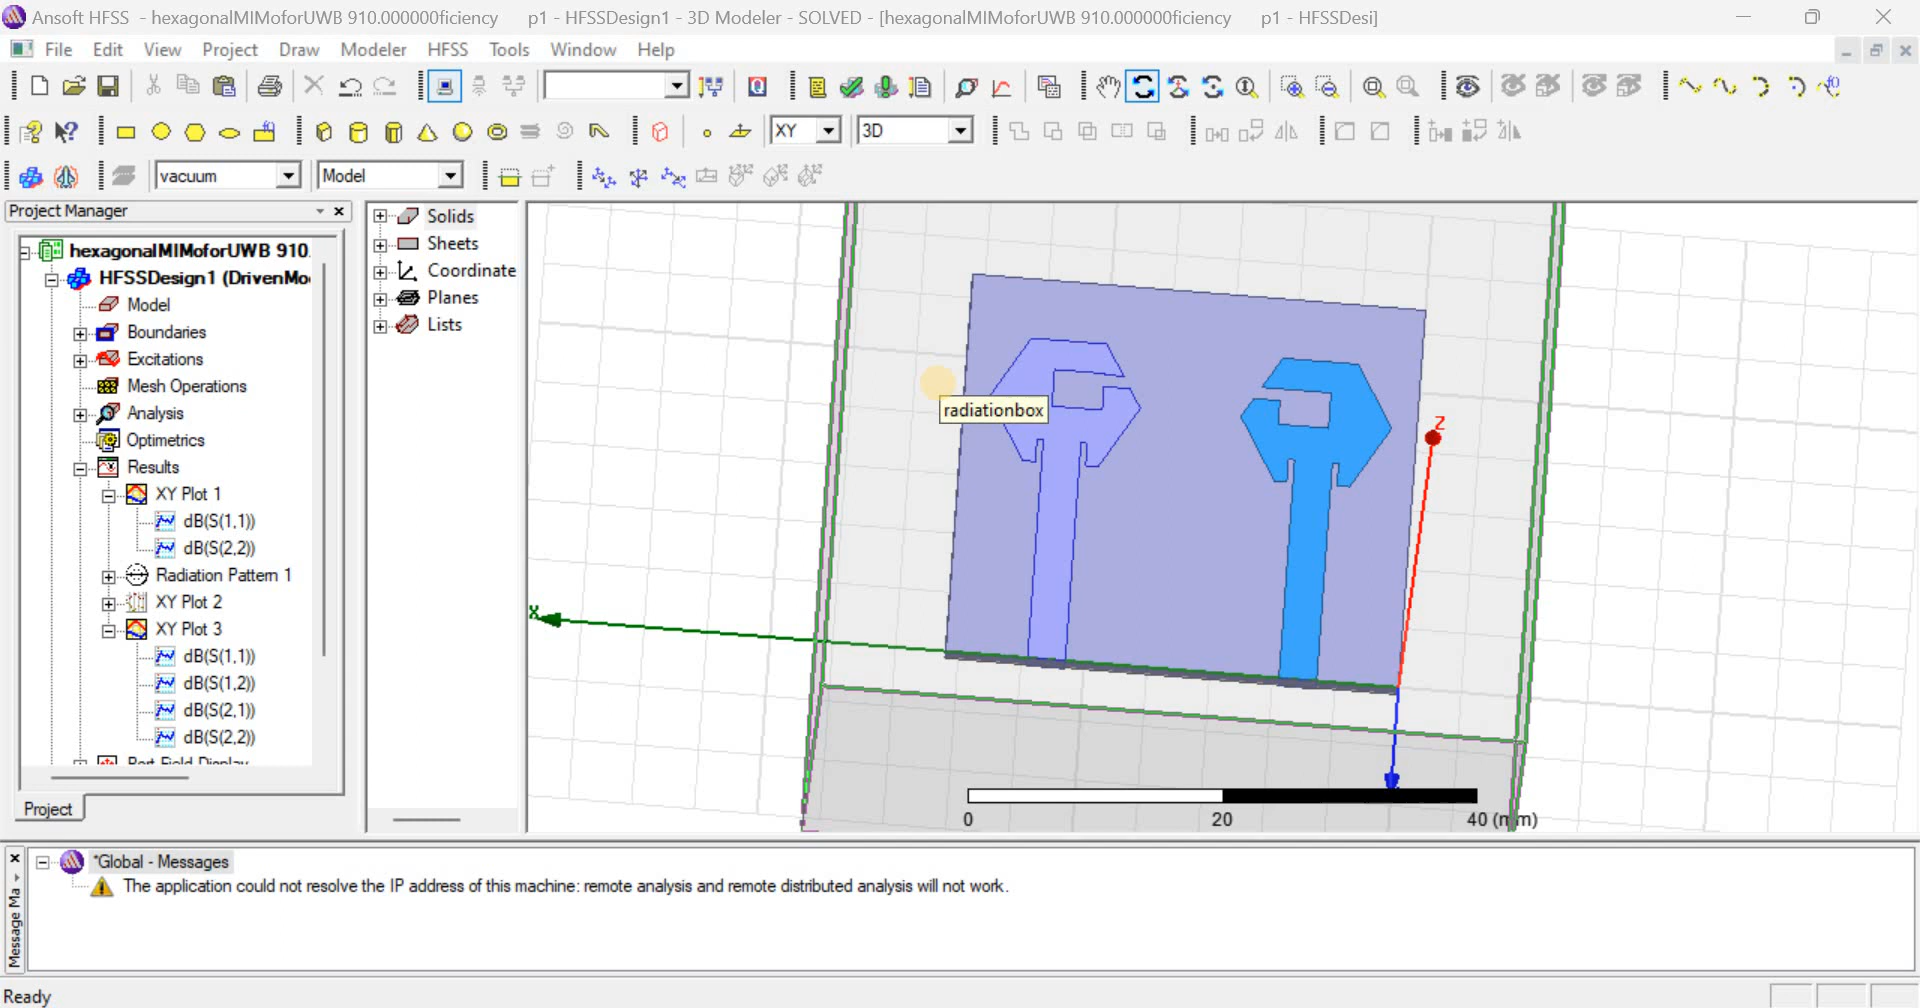 Ansoft HFSS - hexagonalMIMoforUWB 910.000000ficiency p1 - HFSSDesign1 - 3D Modeler - SOLVED - [hexagonalMIMoforUWB 910.000000ficiency p1 - HFSSDesi]
File Edit View Project Draw Modeler HFSS Tools Window Help
XY 3D
vacuum Model
Project Manager
hexagonalMIMoforUWB 910.
HFSSDesign1 (DrivenMo
Model
Boundaries
Excitations
Mesh Operations
Analysis
Optimetrics
Results
XY Plot 1
dB(S(1,1))
dB(S(2,2))
Radiation Pattern 1
XY Plot 2
XY Plot 3
dB(S(1,1))
dB(S(1,2))
dB(S(2,1))
dB(S(2,2))
Port Field Display
Project
Solids
Sheets
Coordinate
Planes
Lists
radiationbox
Z
X
0 20 40 (mm)
Message Ma
*Global - Messages
The application could not resolve the IP address of this machine: remote analysis and remote distributed analysis will not work.
Ready